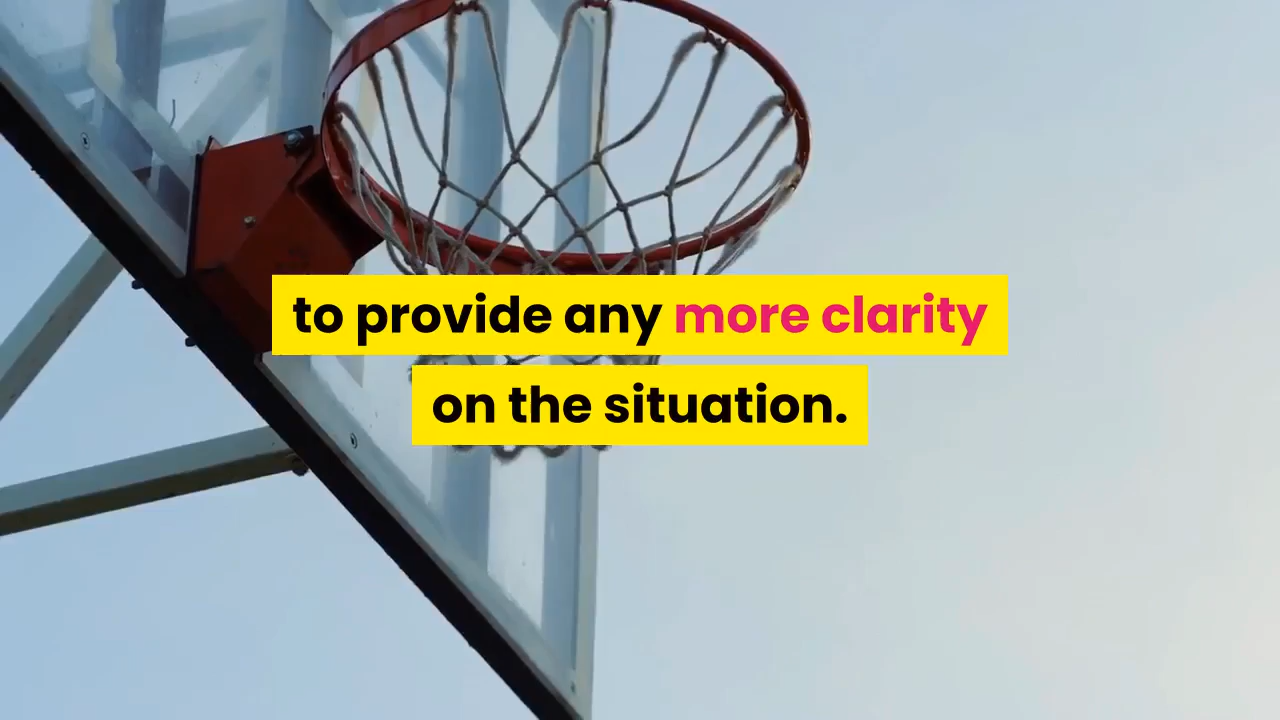 to provide any more clarity
on the situation.